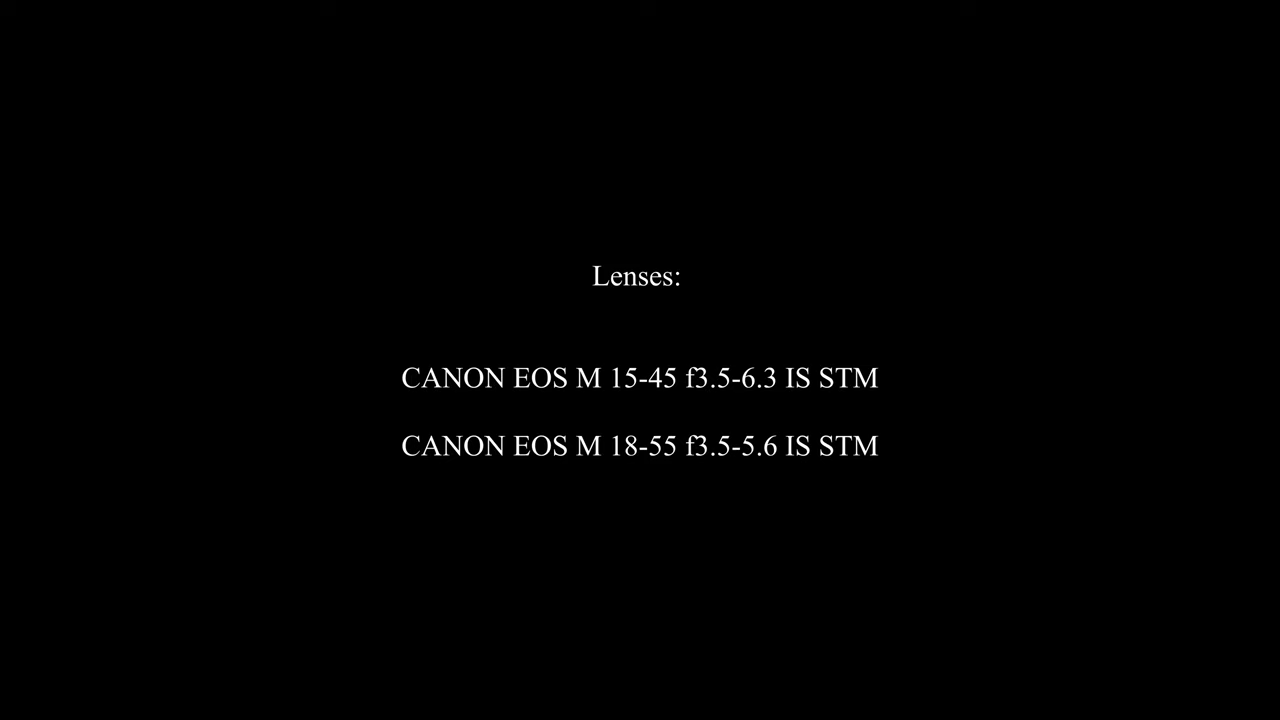 Lenses:
CANON EOS M 15-45 f3.5-6.3 IS STM
CANON EOS M 18-55 f3.5-5.6 IS STM